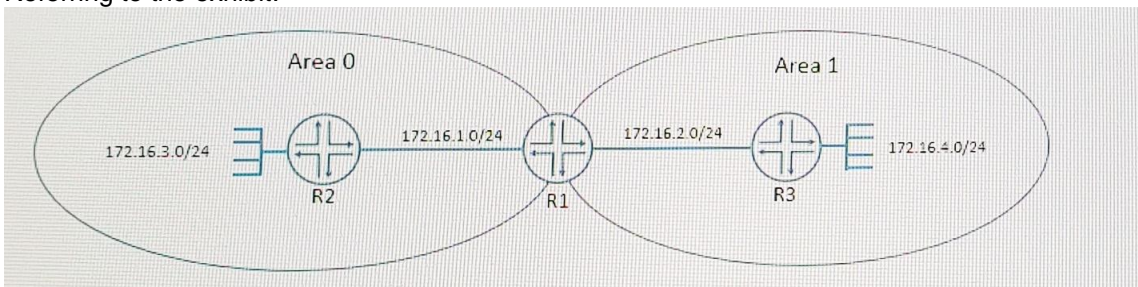 Referring to the exhibit.
Area 0
Area 1
172.16.3.0/24
172.16.1.0/24
172.16.2.0/24
172.16.4.0/24
R2
R1
R3